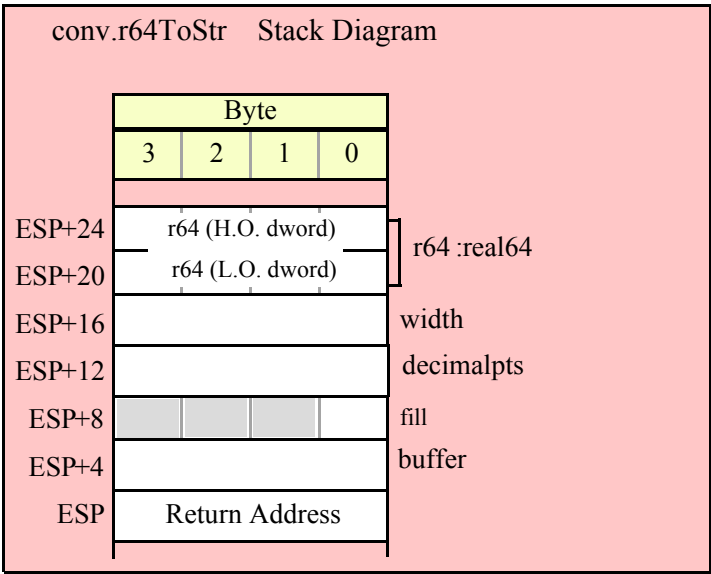 conv.r64ToStr Stack Diagram
Byte
3 2 1 0
ESP+24 r64 (H.O. dword)
r64 :real64
ESP+20 r64 (L.O. dword)
ESP+16 width
ESP+12 decimalpts
ESP+8 fill
ESP+4 buffer
ESP Return Address